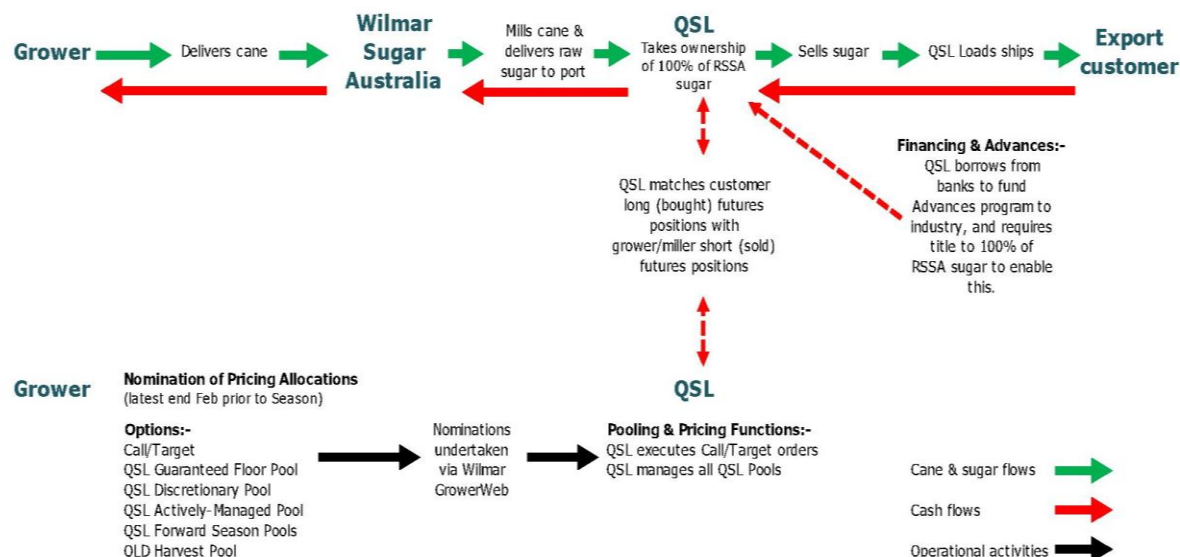 Grower
Delivers cane
Wilmar
Sugar
Australia
Mills cane &
delivers raw
sugar to port
QSL
Takes ownership
of 100% of RSSA
sugar
Sells sugar
QSL Loads ships
Export
customer
Financing & Advances:-
QSL borrows from
banks to fund
Advances program to
industry, and requires
title to 100% of
RSSA sugar to enable
this.
QSL matches customer
long (bought) futures
positions with
grower/miller short (sold)
futures positions
Grower
Nomination of Pricing Allocations
(latest end Feb prior to Season)
Options:-
Call/Target
QSL Guaranteed Floor Pool
QSL Discretionary Pool
QSL Actively-Managed Pool
QSL Forward Season Pools
QLD Harvest Pool
Nominations
undertaken
via Wilmar
GrowerWeb
QSL
Pooling & Pricing Functions:-
QSL executes Call/Target orders
QSL manages all QSL Pools
Cane & sugar flows
Cash flows
Operational activities